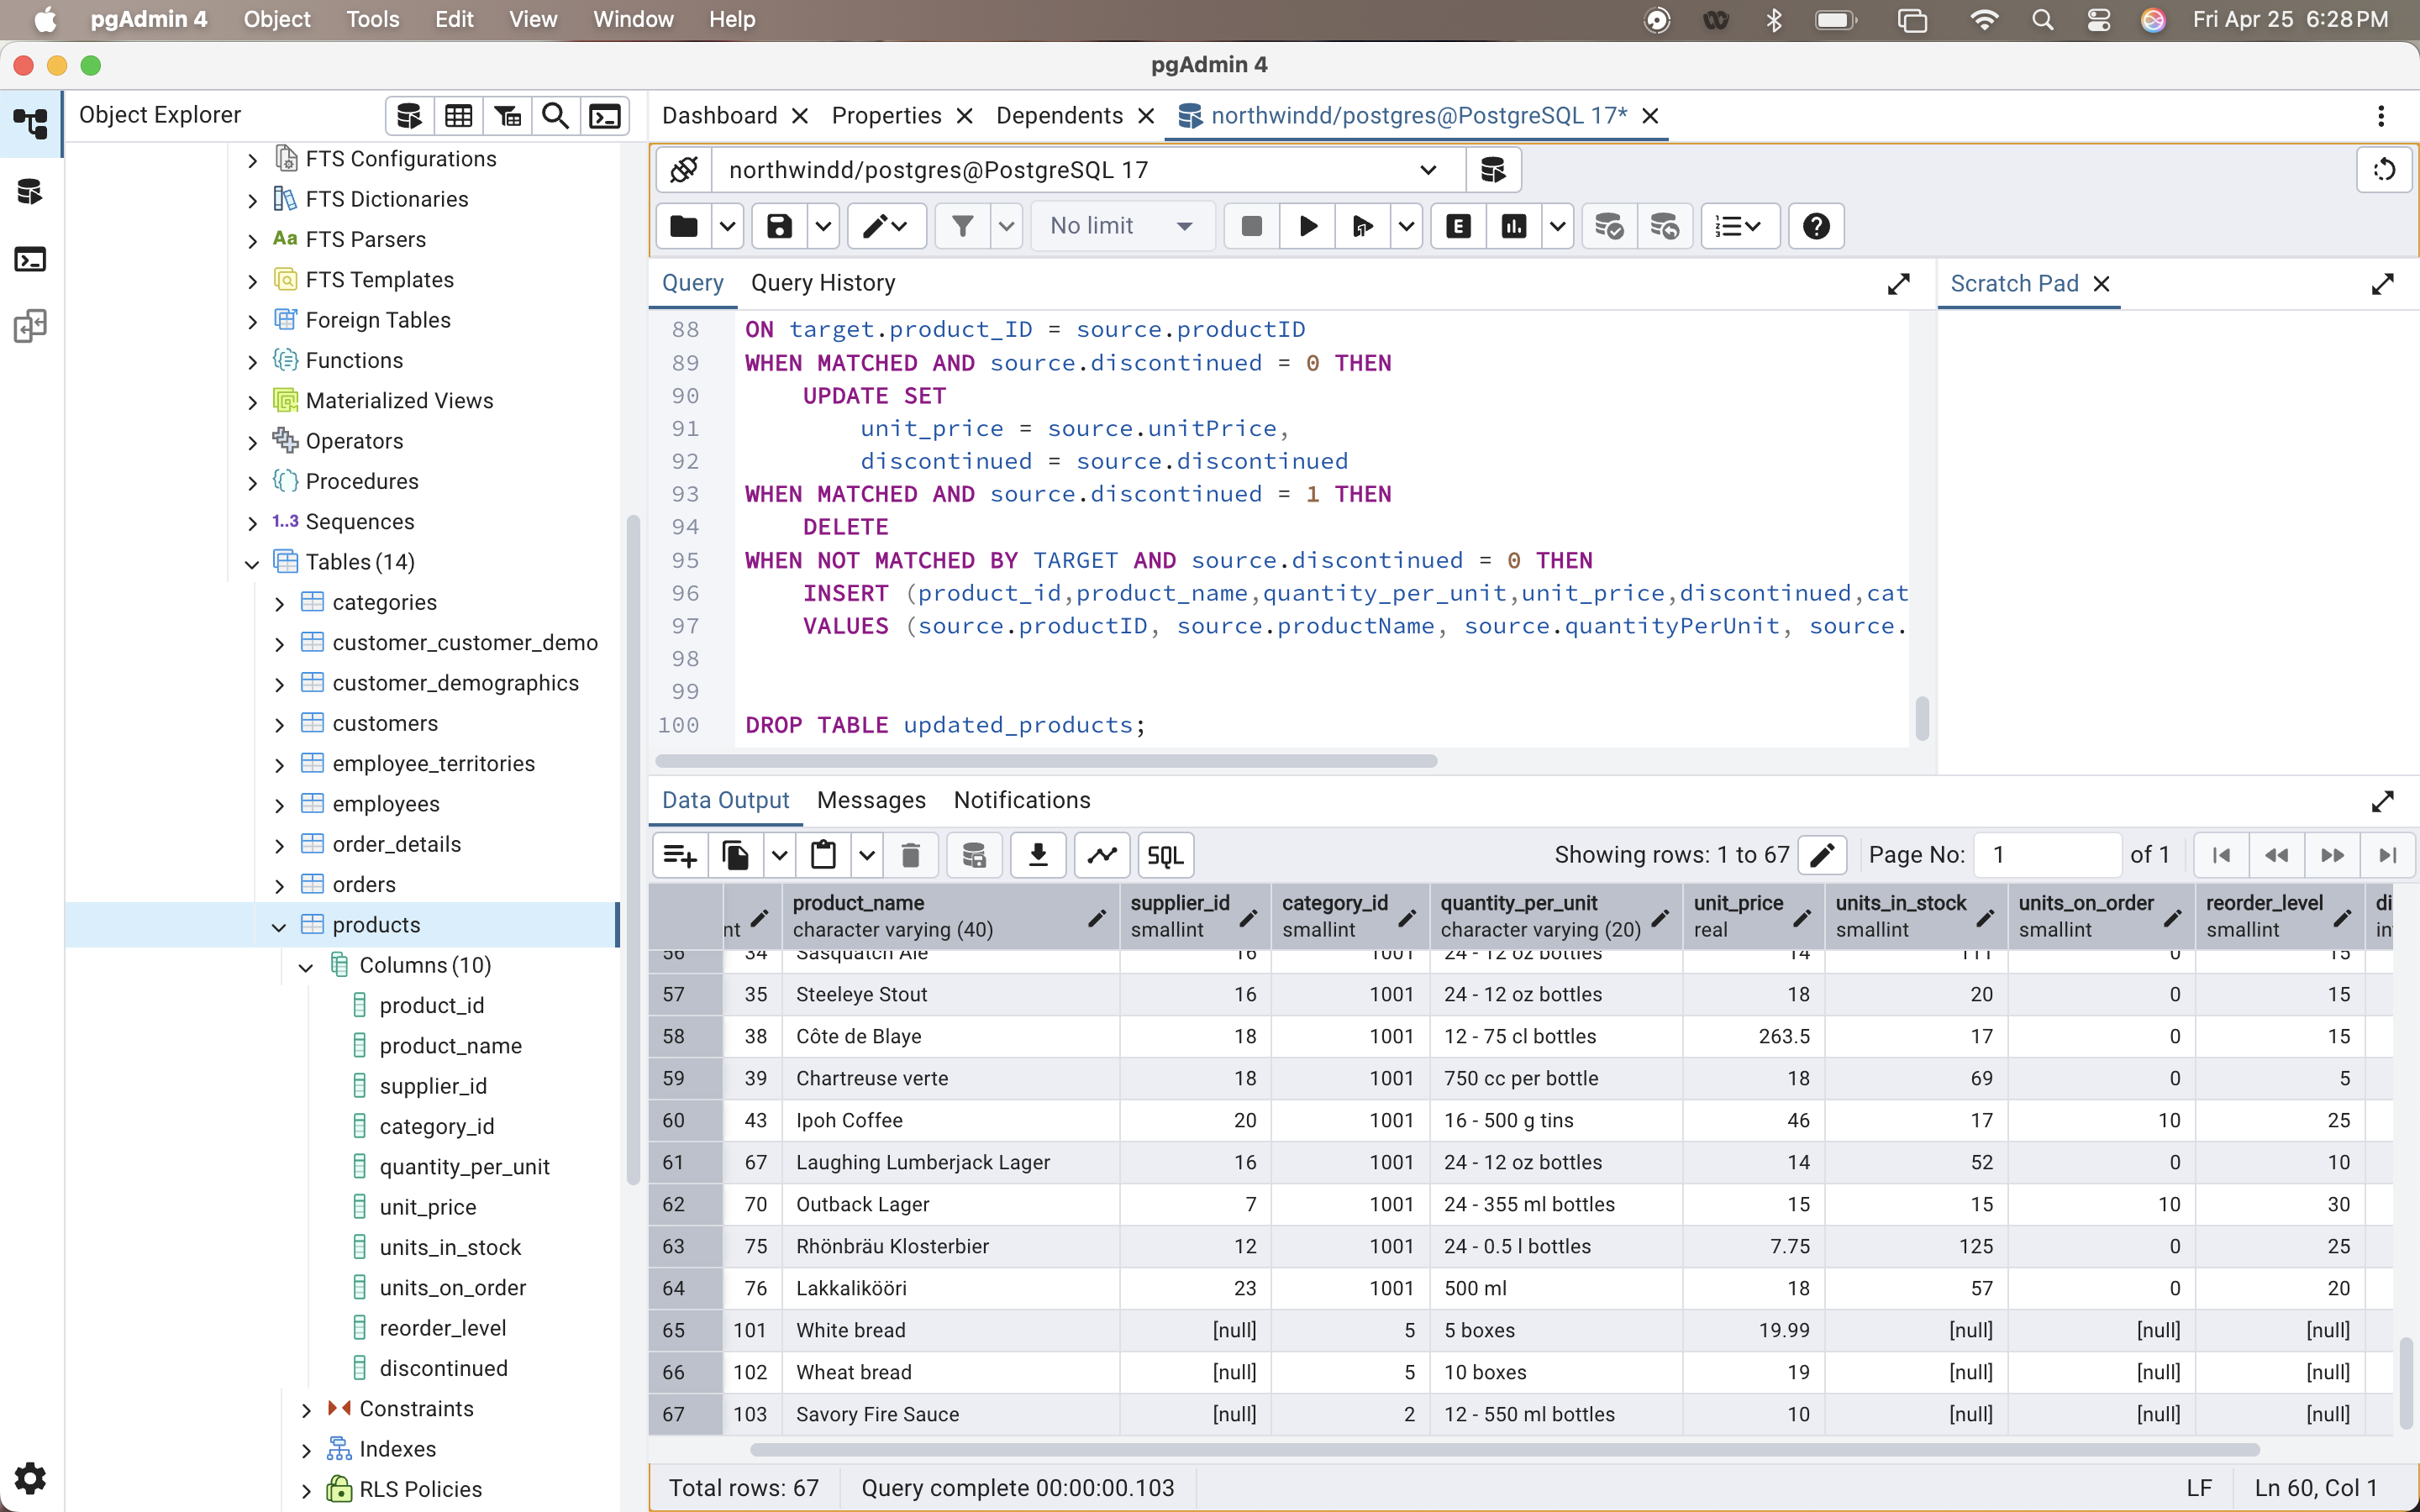 pgAdmin 4 Object Tools Edit View Window Help Fri Apr 25 6:28 PM
pgAdmin 4
Object Explorer
FTS Configurations
FTS Dictionaries
Aa FTS Parsers
FTS Templates
Foreign Tables
Functions
Materialized Views
Operators
Procedures
1..3 Sequences
Tables (14)
categories
customer_customer_demo
customer_demographics
customers
employee_territories
employees
order_details
orders
products
Columns (10)
product_id
product_name
supplier_id
category_id
quantity_per_unit
unit_price
units_in_stock
units_on_order
reorder_level
discontinued
Constraints
Indexes
RLS Policies
Dashboard Properties Dependents northwindd/postgres@PostgreSQL 17*
northwindd/postgres@PostgreSQL 17
No limit E
Query Query History Scratch Pad
88 ON target.product_ID = source.productID
89 WHEN MATCHED AND source.discontinued = 0 THEN
90 UPDATE SET
91 unit_price = source.unitPrice,
92 discontinued = source.discontinued
93 WHEN MATCHED AND source.discontinued = 1 THEN
94 DELETE
95 WHEN NOT MATCHED BY TARGET AND source.discontinued = 0 THEN
96 INSERT (product_id,product_name,quantity_per_unit,unit_price,discontinued,cat
97 VALUES (source.productID, source.productName, source.quantityPerUnit, source.
98
99
100 DROP TABLE updated_products;
Data Output Messages Notifications
SQL Showing rows: 1 to 67 Page No: 1 of 1
product_name supplier_id category_id quantity_per_unit unit_price units_in_stock units_on_order reorder_level di
nt character varying (40) smallint smallint character varying (20) real smallint smallint smallint in
56 34 Sasquatch Ale 16 1001 24 - 12 oz bottles 14 111 0 15
57 35 Steeleye Stout 16 1001 24 - 12 oz bottles 18 20 0 15
58 38 Côte de Blaye 18 1001 12 - 75 cl bottles 263.5 17 0 15
59 39 Chartreuse verte 18 1001 750 cc per bottle 18 69 0 5
60 43 Ipoh Coffee 20 1001 16 - 500 g tins 46 17 10 25
61 67 Laughing Lumberjack Lager 16 1001 24 - 12 oz bottles 14 52 0 10
62 70 Outback Lager 7 1001 24 - 355 ml bottles 15 15 10 30
63 75 Rhönbräu Klosterbier 12 1001 24 - 0.5 l bottles 7.75 125 0 25
64 76 Lakkalikööri 23 1001 500 ml 18 57 0 20
65 101 White bread [null] 5 5 boxes 19.99 [null] [null] [null]
66 102 Wheat bread [null] 5 10 boxes 19 [null] [null] [null]
67 103 Savory Fire Sauce [null] 2 12 - 550 ml bottles 10 [null] [null] [null]
Total rows: 67 Query complete 00:00:00.103 LF Ln 60, Col 1